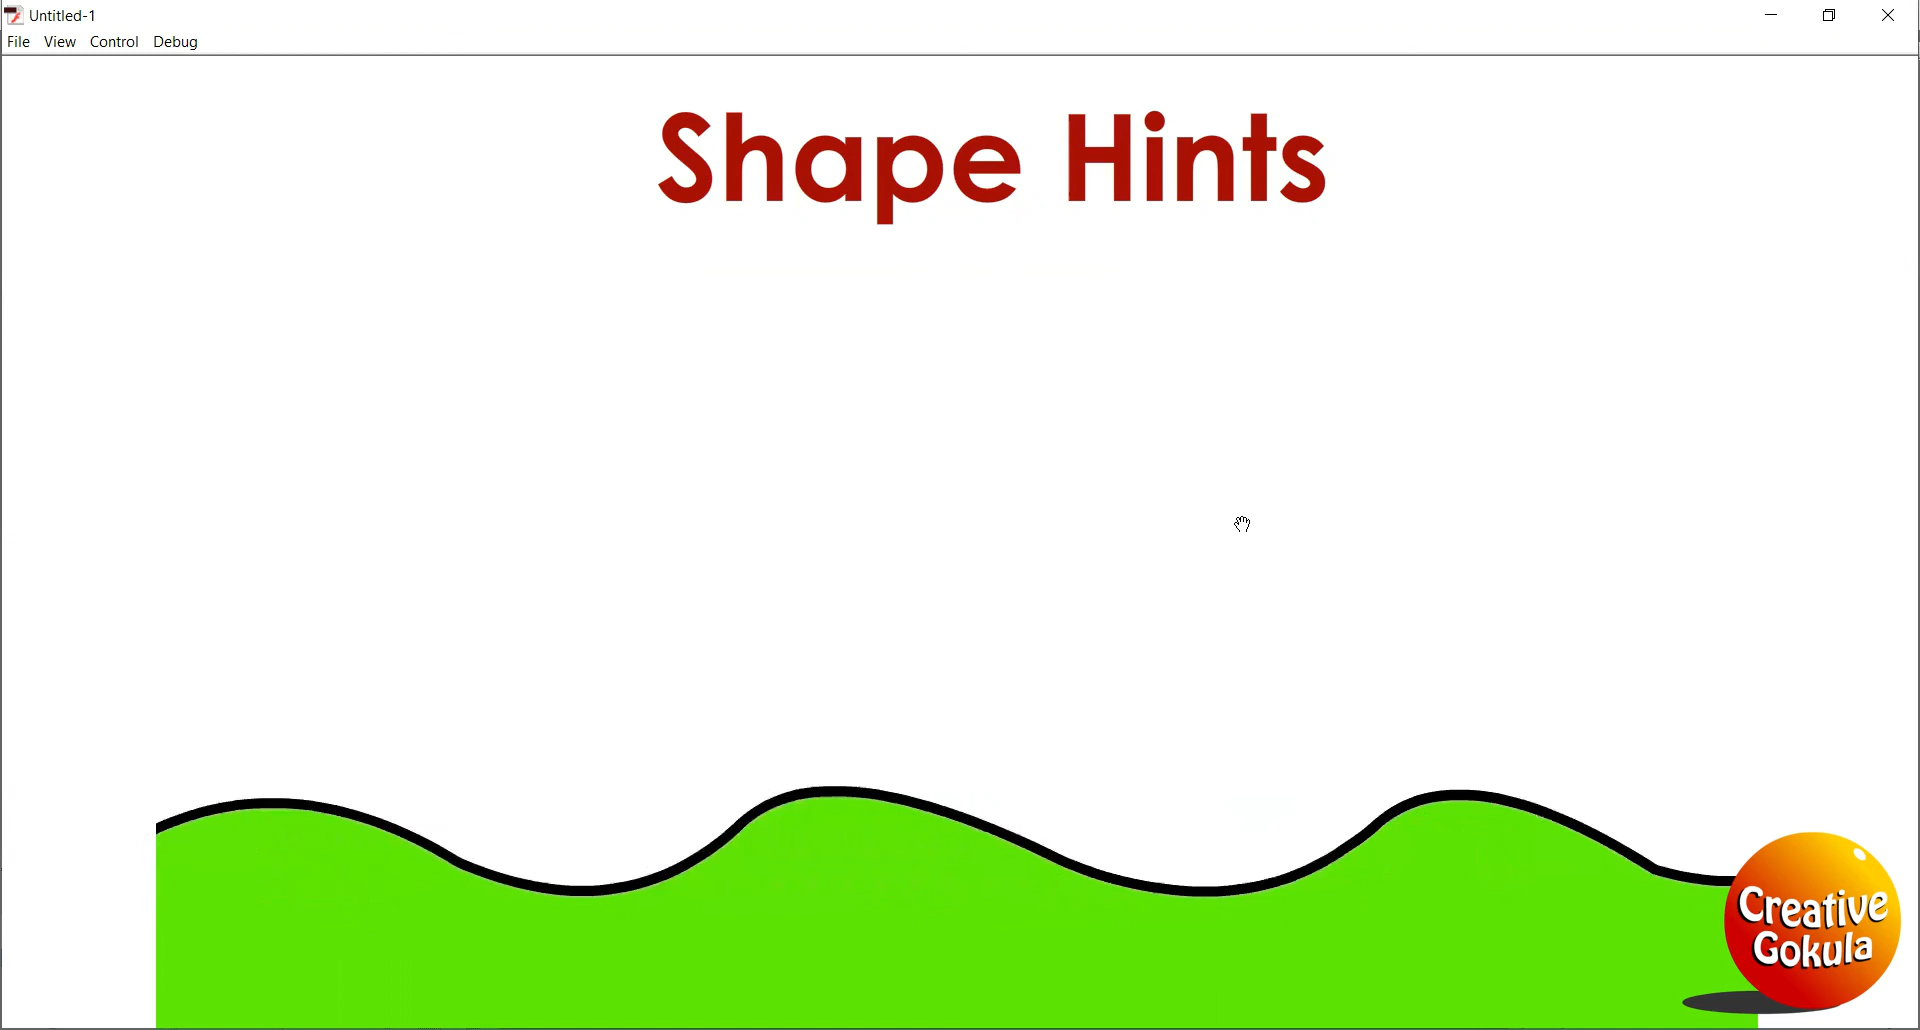 Untitled-1
File View Control Debug
Shape Hints
Creative
Gokula